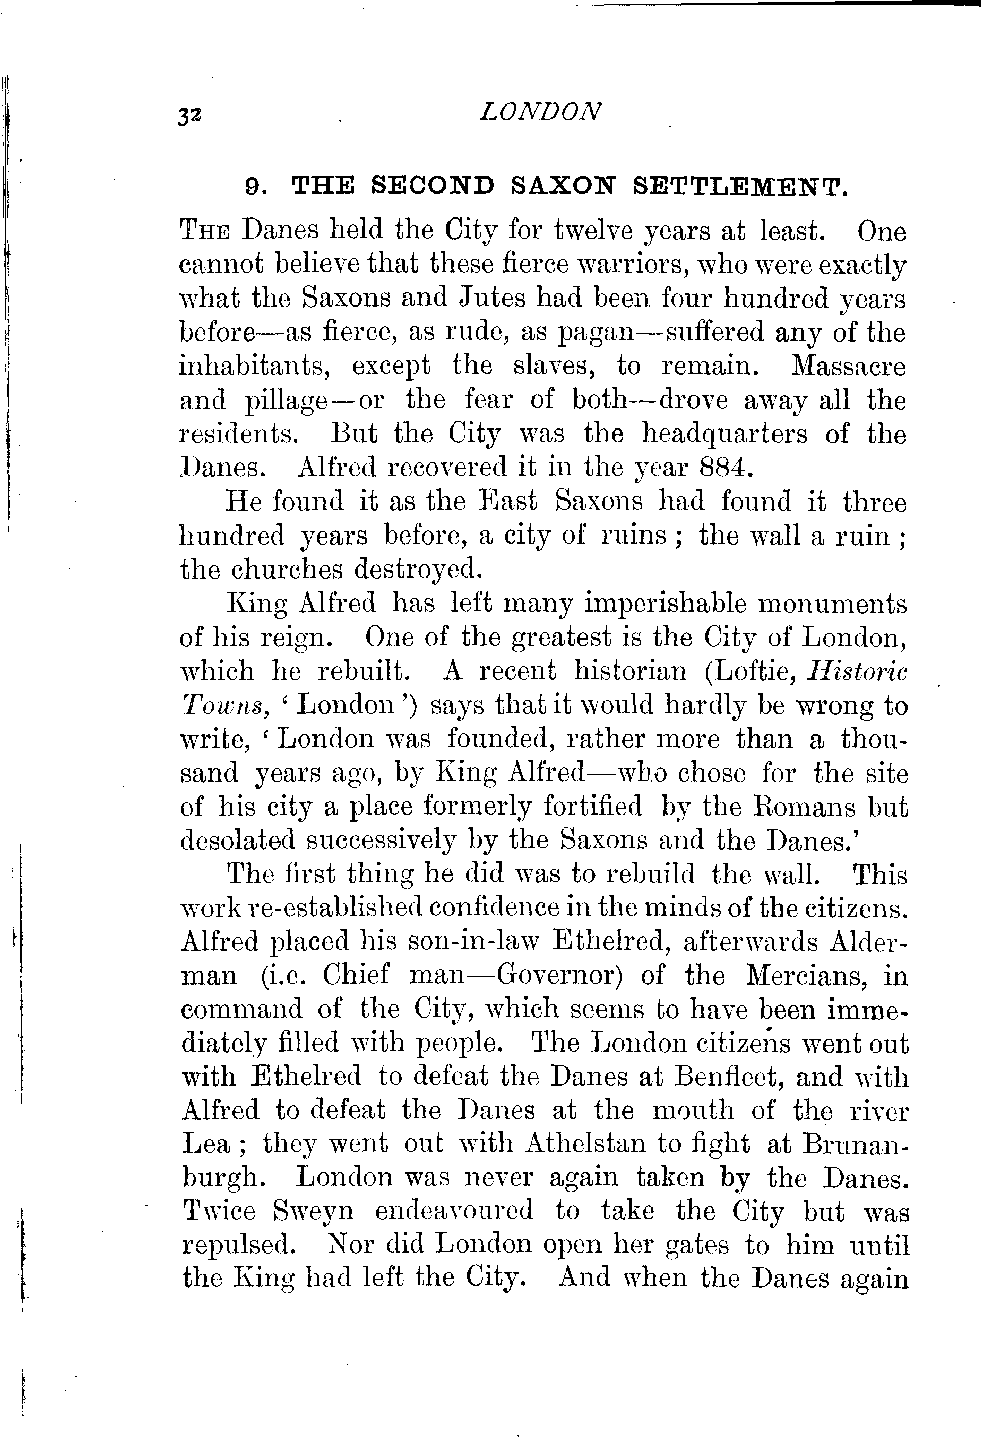 32 LONDON
9. THE SECOND SAXON SETTLEMENT.
THE Danes held the City for twelve years at least. One
cannot believe that these fierce warriors, who were exactly
what the Saxons and Jutes had been four hundred years
before—as fierce, as rude, as pagan—suffered any of the
inhabitants, except the slaves, to remain. Massacre
and pillage—or the fear of both—drove away all the
residents. But the City was the headquarters of the
Danes. Alfred recovered it in the year 884.
He found it as the East Saxons had found it three
hundred years before, a city of ruins ; the wall a ruin ;
the churches destroyed.
King Alfred has left many imperishable monuments
of his reign. One of the greatest is the City of London,
which he rebuilt. A recent historian (Loftie, Historic
Towns, ‘ London ’) says that it would hardly be wrong to
write, ‘ London was founded, rather more than a thou-
sand years ago, by King Alfred—who chose for the site
of his city a place formerly fortified by the Romans but
desolated successively by the Saxons and the Danes.’
The first thing he did was to rebuild the wall. This
work re-established confidence in the minds of the citizens.
Alfred placed his son-in-law Ethelred, afterwards Alder-
man (i.e. Chief man—Governor) of the Mercians, in
command of the City, which seems to have been imme-
diately filled with people. The London citizens went out
with Ethelred to defeat the Danes at Benfleet, and with
Alfred to defeat the Danes at the mouth of the river
Lea ; they went out with Athelstan to fight at Brunan-
burgh. London was never again taken by the Danes.
Twice Sweyn endeavoured to take the City but was
repulsed. Nor did London open her gates to him until
the King had left the City. And when the Danes again